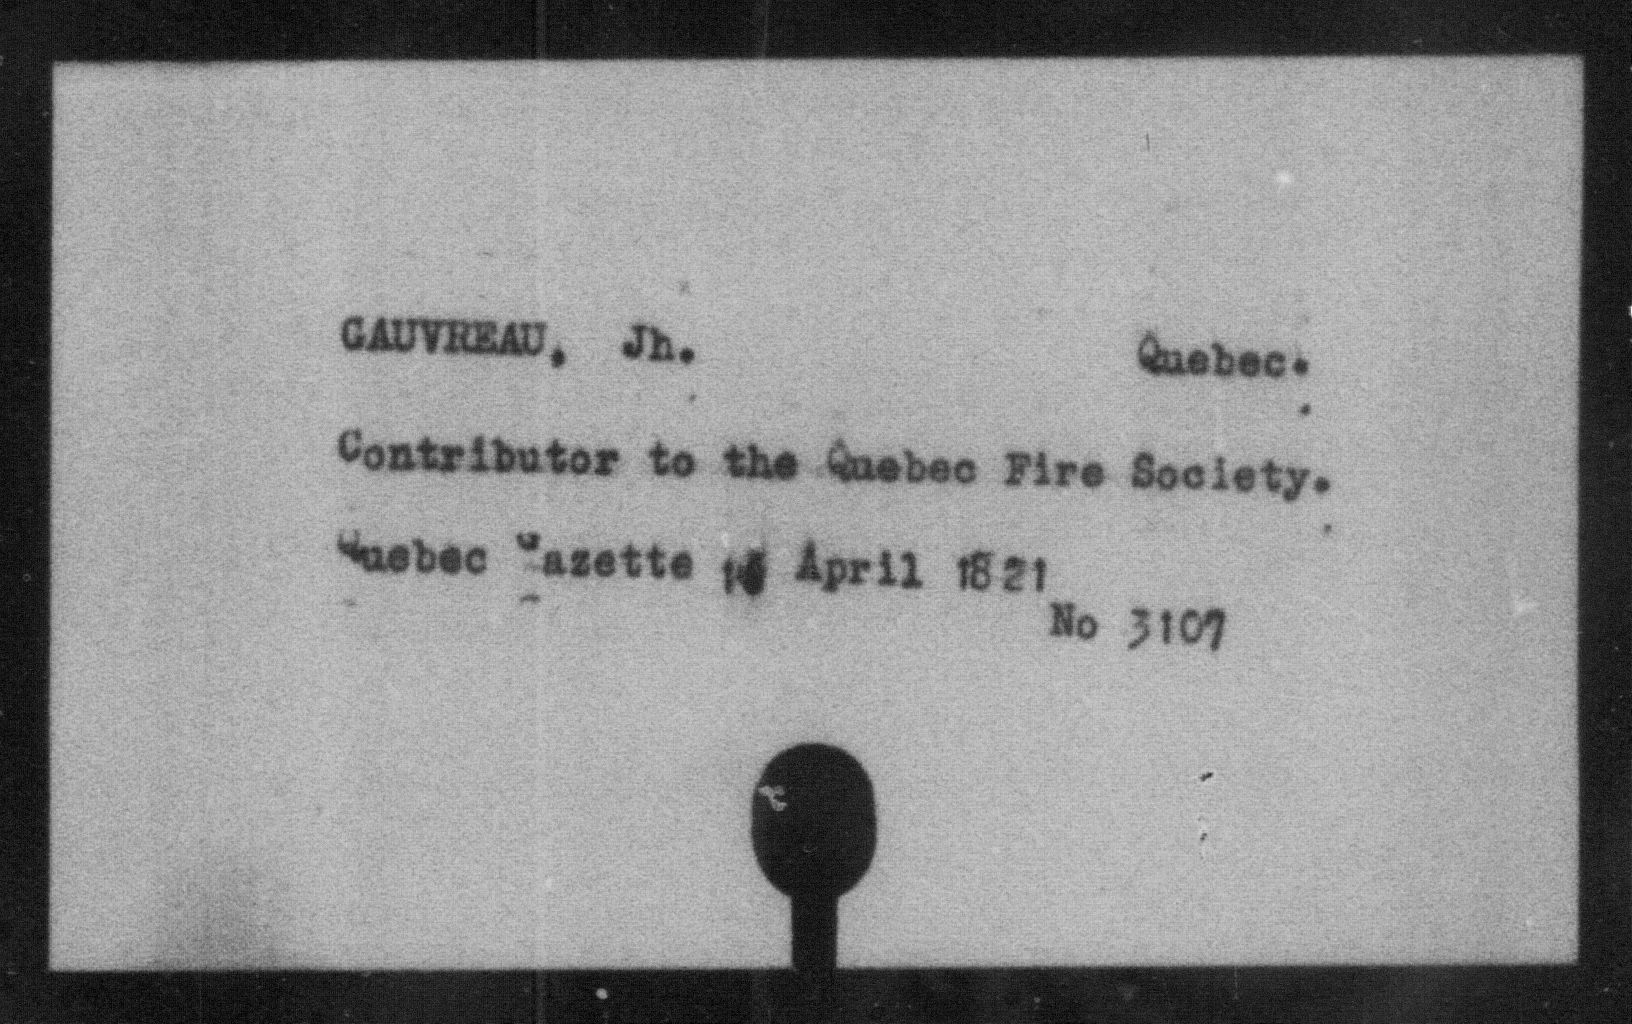 GAUVREAU, Jh. Quebec.
Contributor to the Quebec Fire Society.
Quebec Gazette April 1821
No 3107